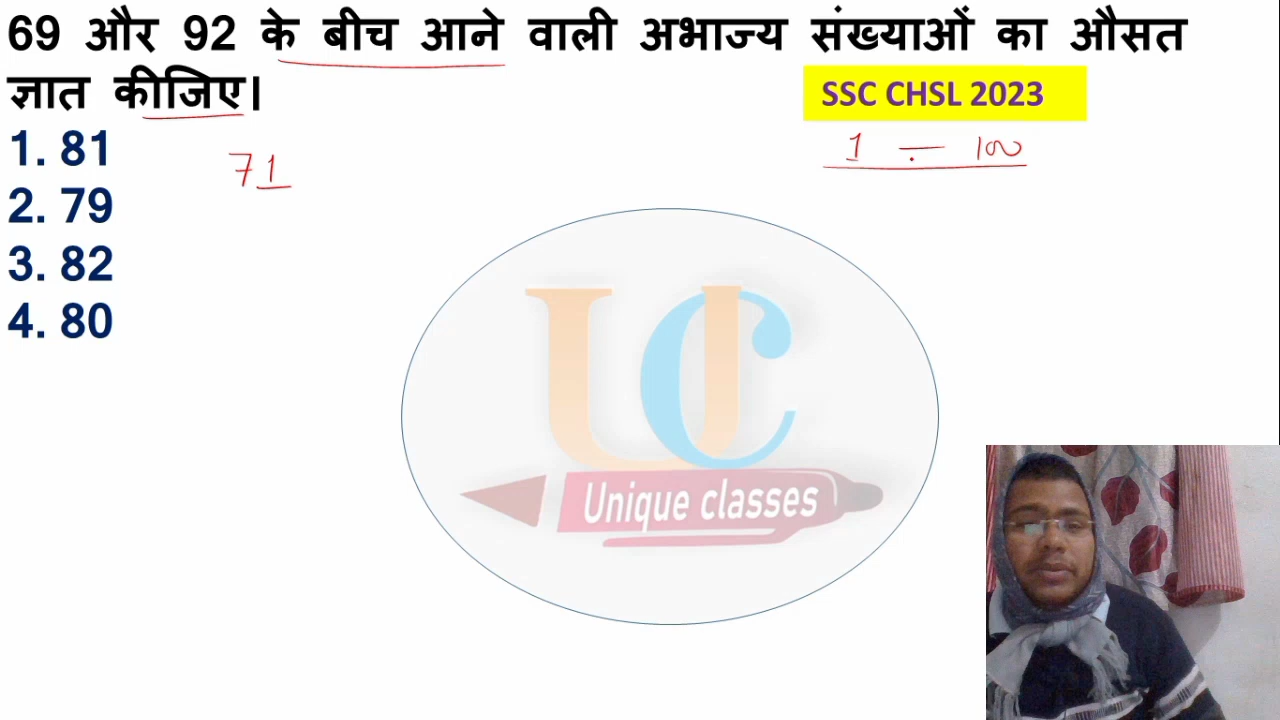 69 और 92 के बीच आने वाली अभाज्य संख्याओं का औसत
ज्ञात कीजिए।
SSC CHSL 2023
1. 81
2. 79
3. 82
4. 80
71
1 — 100
UC
Unique classes